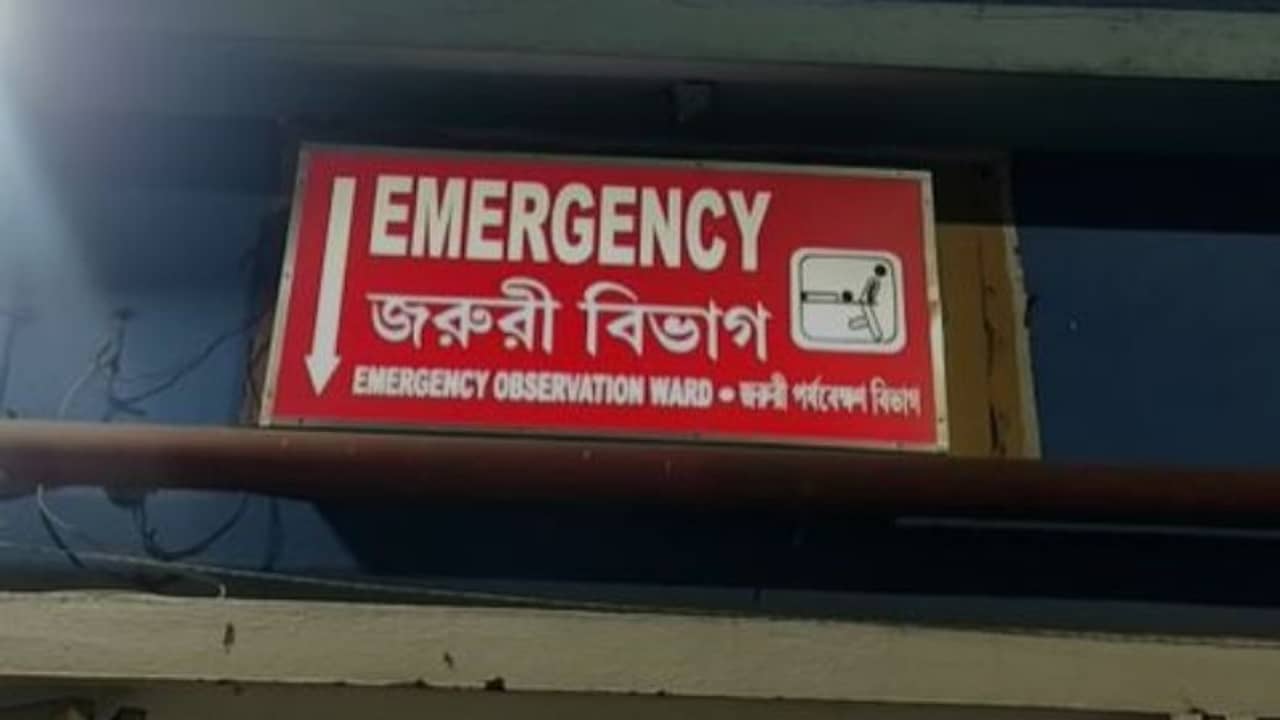 EMERGENCY
জরুরী বিভাগ
EMERGENCY OBSERVATION WARD • জরুরী পর্যবেক্ষণ বিভাগ